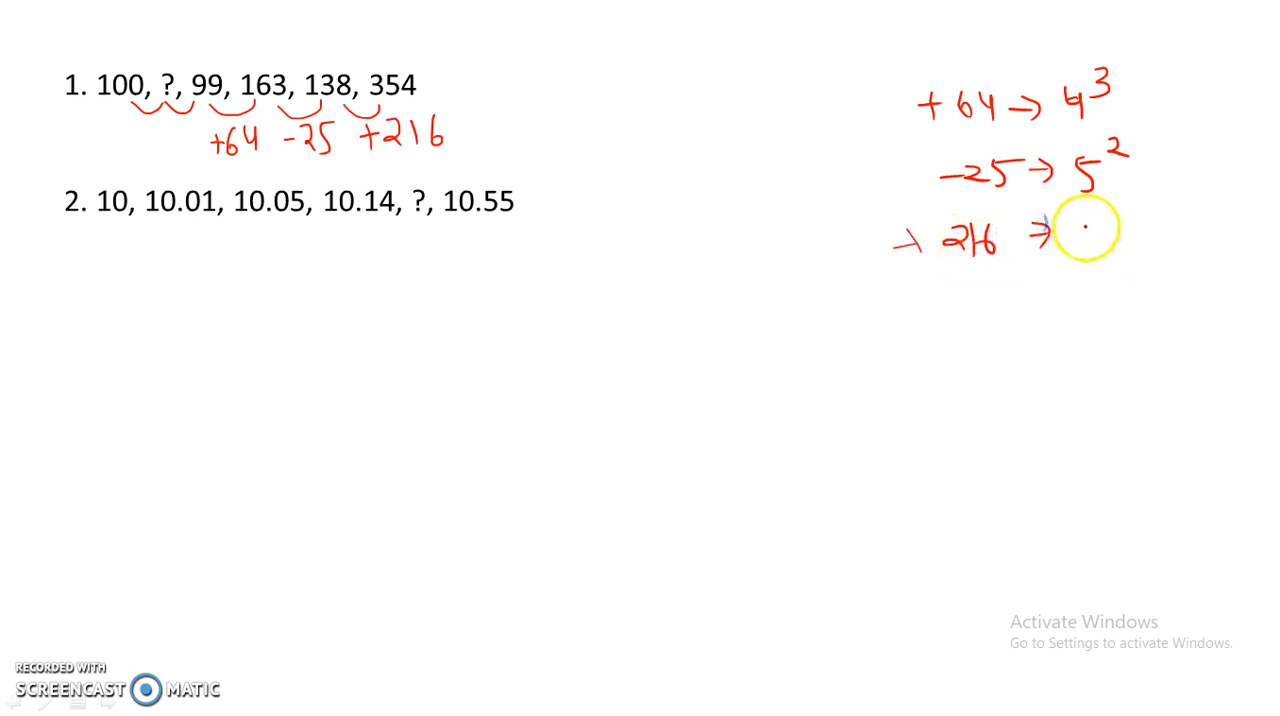 1. 100, ?, 99, 163, 138, 354
+64 -25 +216
2. 10, 10.01, 10.05, 10.14, ?, 10.55
+64 → 4³
-25 → 5²
+216 →
Activate Windows
Go to Settings to activate Windows.
RECORDED WITH
SCREENCAST MATIC